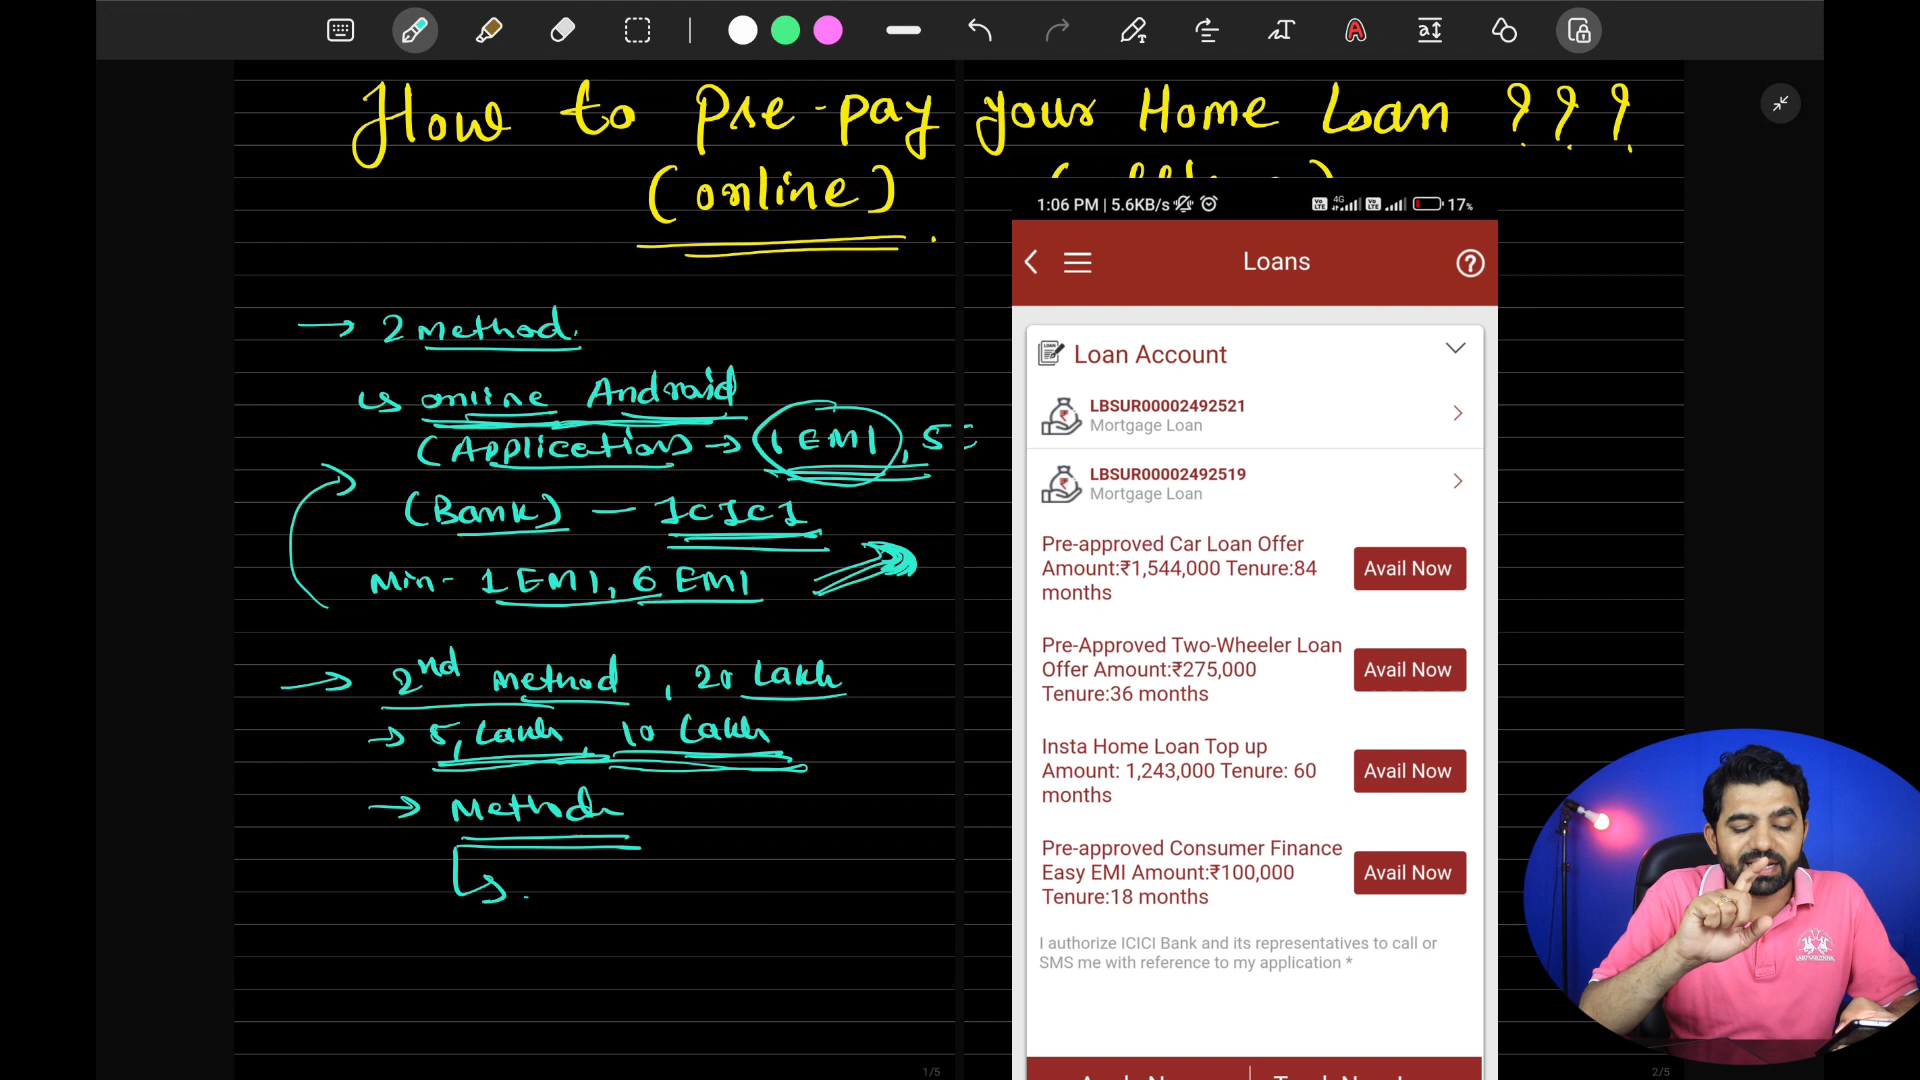 How to Pre-pay your Home Loan ???
(online)
→ 2 Method.
↳ online Android
(Application) → 1 EMI, 5
(Bank) — ICICI
Min- 1 EMI, 6 EMI
→ 2nd Method, 20 Lakh
→ 5, Lakh, 10 Lakh
→ Method
1/5
1:06 PM | 5.6KB/s 4G 17%
Loans
Loan Account
LBSUR00002492521
Mortgage Loan
LBSUR00002492519
Mortgage Loan
Pre-approved Car Loan Offer
Amount:₹1,544,000 Tenure:84
months
Avail Now
Pre-Approved Two-Wheeler Loan
Offer Amount:₹275,000
Tenure:36 months
Avail Now
Insta Home Loan Top up
Amount: 1,243,000 Tenure: 60
months
Avail Now
Pre-approved Consumer Finance
Easy EMI Amount:₹100,000
Tenure:18 months
Avail Now
I authorize ICICI Bank and its representatives to call or
SMS me with reference to my application *
2/5